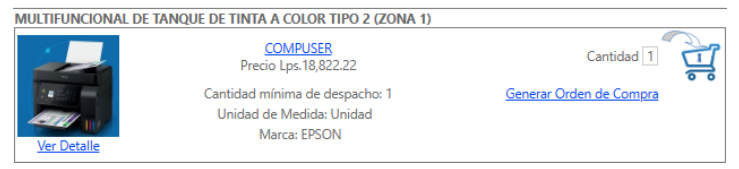 MULTIFUNCIONAL DE TANQUE DE TINTA A COLOR TIPO 2 (ZONA 1)
COMPUSER
Precio Lps.18,822.22
Cantidad 1
Cantidad mínima de despacho: 1
Generar Orden de Compra
Unidad de Medida: Unidad
Marca: EPSON
Ver Detalle